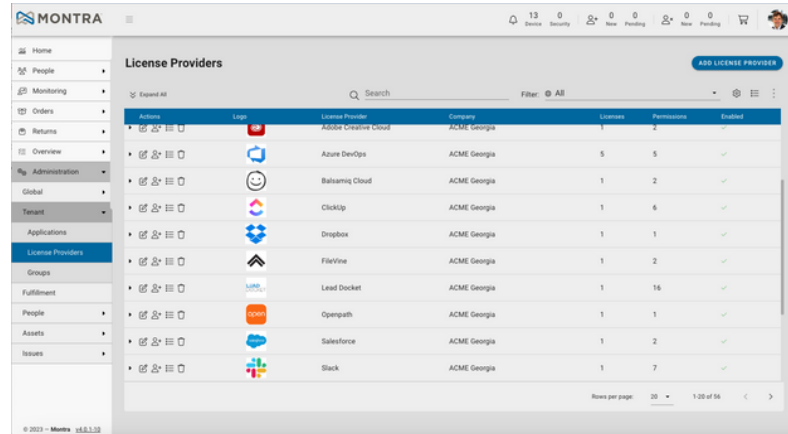 MONTRA
13 Device
0 Security
0 New
0 Pending
0 New
0 Pending
Home
People
Monitoring
Orders
Returns
Overview
Administration
Global
Tenant
Applications
License Providers
Groups
Fulfillment
People
Assets
Issues
© 2023 — Montra v4.0.1.10
License Providers
ADD LICENSE PROVIDER
Expand All
Search
Filter: All
Actions Logo License Provider Company Licenses Permissions Enabled
Adobe Creative Cloud ACME Georgia 1 2
Azure DevOps ACME Georgia 5 5
Balsamiq Cloud ACME Georgia 1 2
ClickUp ACME Georgia 1 6
Dropbox ACME Georgia 1 1
FileVine ACME Georgia 1 2
Lead Docket ACME Georgia 1 16
open Openpath ACME Georgia 1 1
Salesforce ACME Georgia 1 2
Slack ACME Georgia 1 7
Rows per page: 20 1-20 of 56